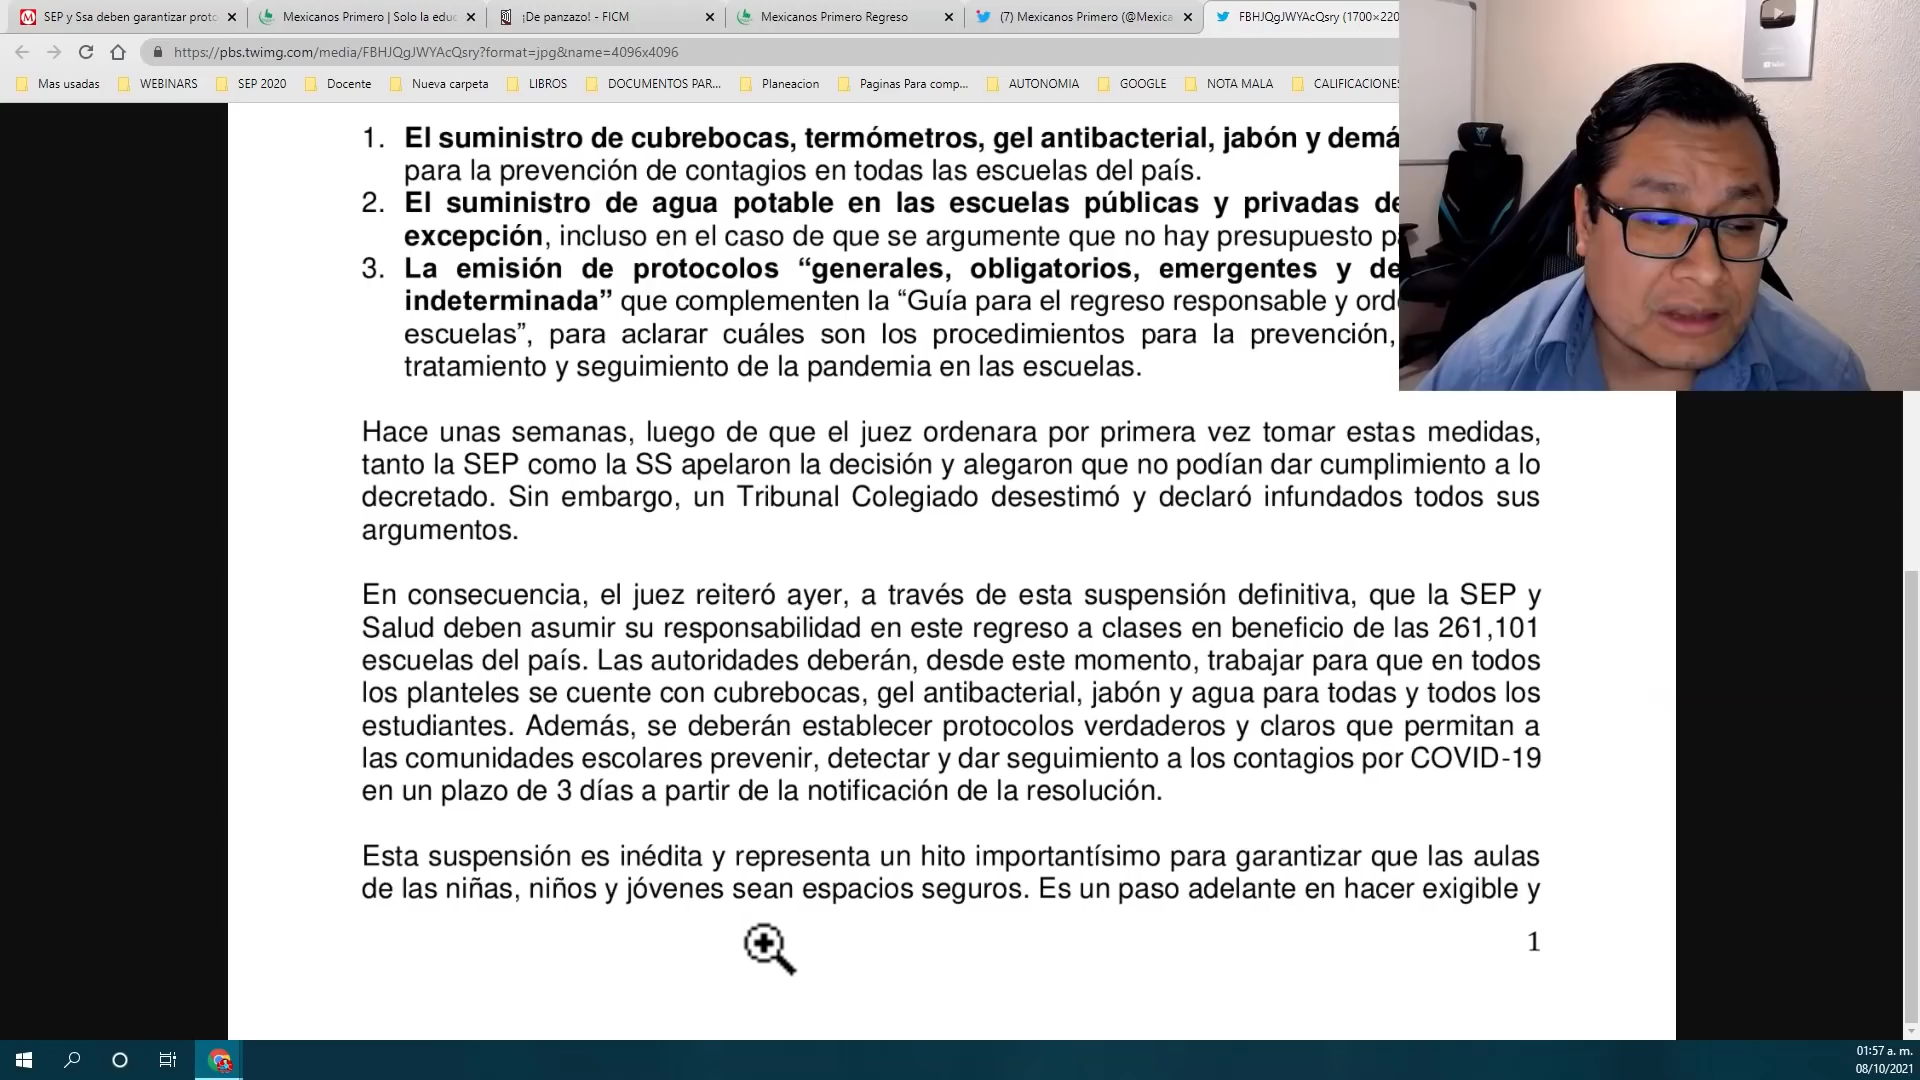 SEP y Ssa deben garantizar proto
Mexicanos Primero | Solo la edu
¡De panzazo! - FICM
Mexicanos Primero Regreso
(7) Mexicanos Primero (@Mexica
FBHJQgJWYAcQsry (1700×220
https://pbs.twimg.com/media/FBHJQgJWYAcQsry?format=jpg&name=4096x4096
Mas usadas
WEBINARS
SEP 2020
Docente
Nueva carpeta
LIBROS
DOCUMENTOS PAR...
Planeacion
Paginas Para comp...
AUTONOMIA
GOOGLE
NOTA MALA
CALIFICACIONES
1. El suministro de cubrebocas, termómetros, gel antibacterial, jabón y demá
para la prevención de contagios en todas las escuelas del país.
2. El suministro de agua potable en las escuelas públicas y privadas de
excepción, incluso en el caso de que se argumente que no hay presupuesto pa
3. La emisión de protocolos “generales, obligatorios, emergentes y de
indeterminada” que complementen la “Guía para el regreso responsable y ord
escuelas”, para aclarar cuáles son los procedimientos para la prevención,
tratamiento y seguimiento de la pandemia en las escuelas.
Hace unas semanas, luego de que el juez ordenara por primera vez tomar estas medidas,
tanto la SEP como la SS apelaron la decisión y alegaron que no podían dar cumplimiento a lo
decretado. Sin embargo, un Tribunal Colegiado desestimó y declaró infundados todos sus
argumentos.
En consecuencia, el juez reiteró ayer, a través de esta suspensión definitiva, que la SEP y
Salud deben asumir su responsabilidad en este regreso a clases en beneficio de las 261,101
escuelas del país. Las autoridades deberán, desde este momento, trabajar para que en todos
los planteles se cuente con cubrebocas, gel antibacterial, jabón y agua para todas y todos los
estudiantes. Además, se deberán establecer protocolos verdaderos y claros que permitan a
las comunidades escolares prevenir, detectar y dar seguimiento a los contagios por COVID-19
en un plazo de 3 días a partir de la notificación de la resolución.
Esta suspensión es inédita y representa un hito importantísimo para garantizar que las aulas
de las niñas, niños y jóvenes sean espacios seguros. Es un paso adelante en hacer exigible y
1
01:57 a. m.
08/10/2021